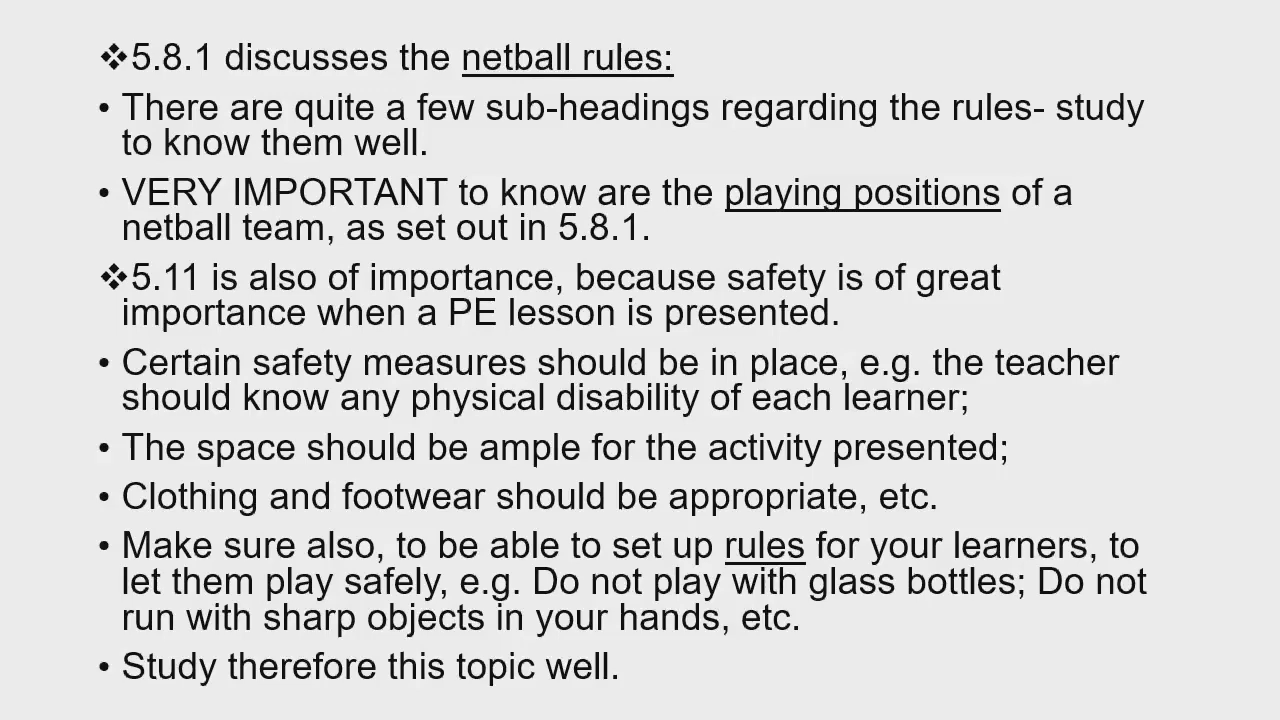 ❖5.8.1 discusses the netball rules:
• There are quite a few sub-headings regarding the rules- study
to know them well.
• VERY IMPORTANT to know are the playing positions of a
netball team, as set out in 5.8.1.
❖5.11 is also of importance, because safety is of great
importance when a PE lesson is presented.
• Certain safety measures should be in place, e.g. the teacher
should know any physical disability of each learner;
• The space should be ample for the activity presented;
• Clothing and footwear should be appropriate, etc.
• Make sure also, to be able to set up rules for your learners, to
let them play safely, e.g. Do not play with glass bottles; Do not
run with sharp objects in your hands, etc.
• Study therefore this topic well.